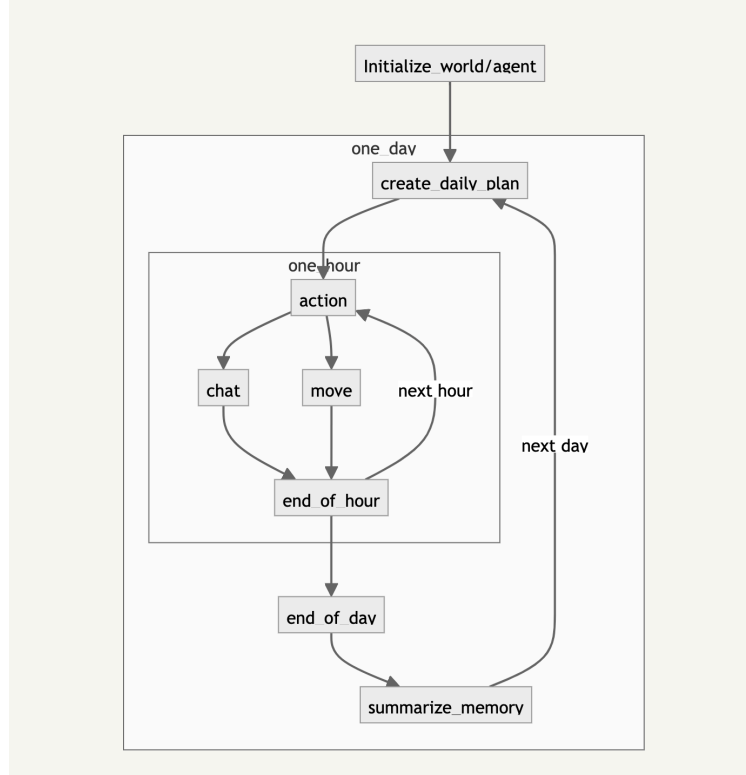 Initialize_world/agent
one_day
create_daily_plan
one_hour
action
chat
move
next hour
next day
end_of_hour
end_of_day
summarize_memory